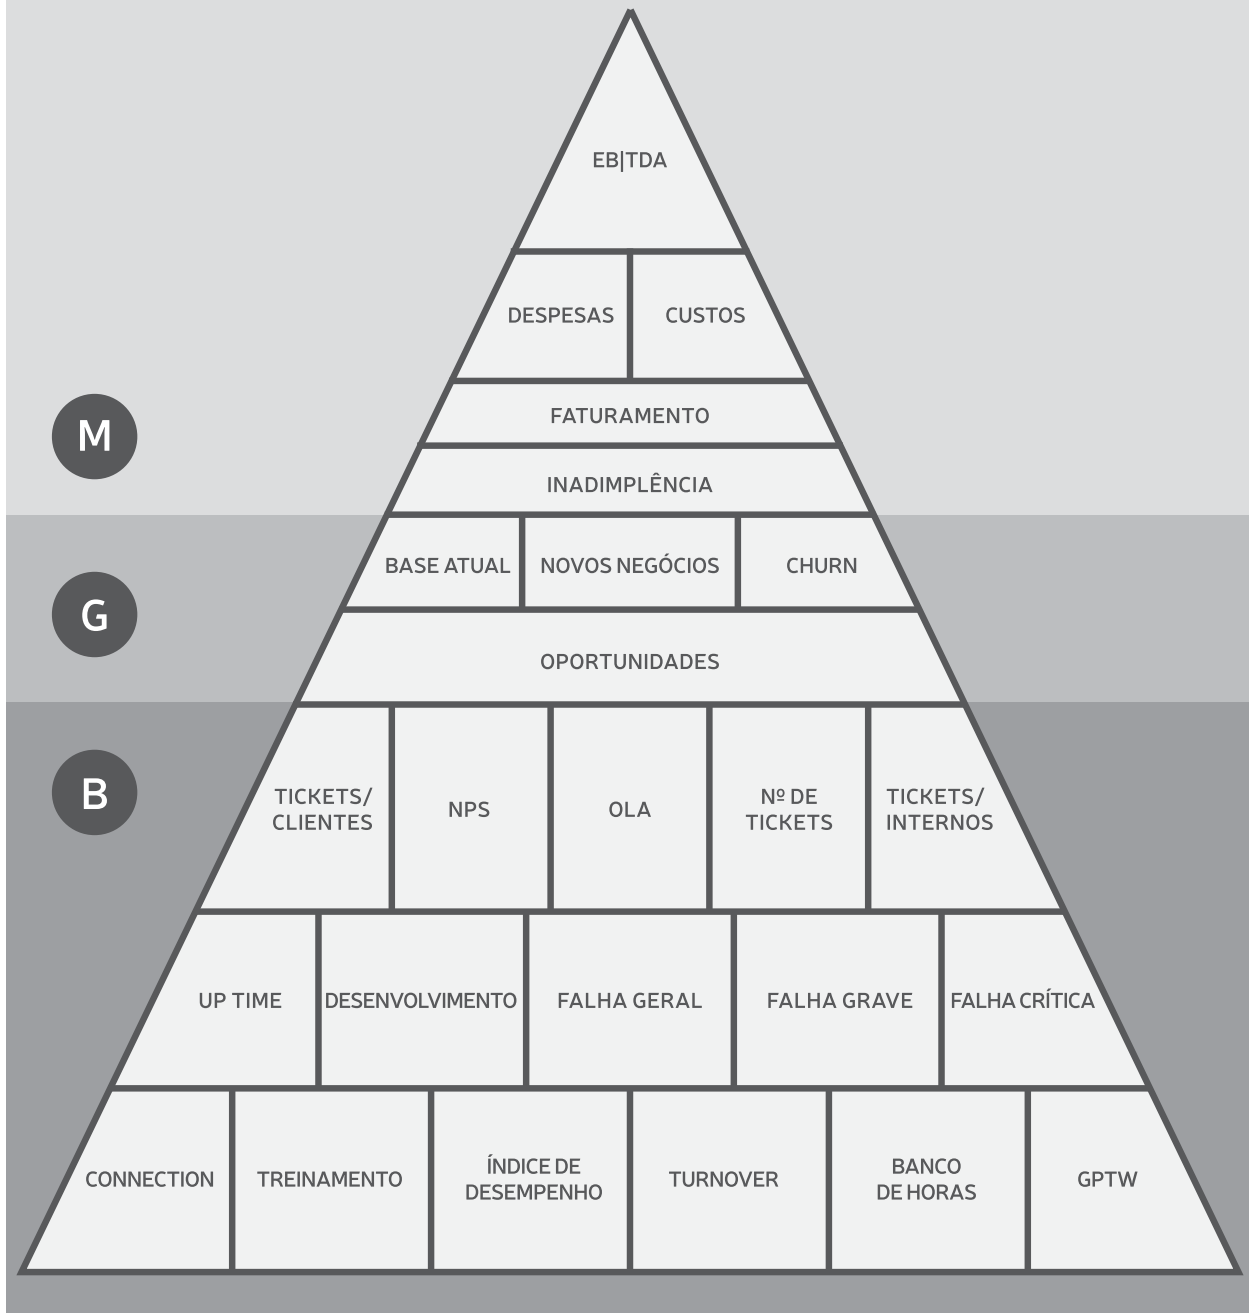 EB|TDA
DESPESAS
CUSTOS
M
FATURAMENTO
INADIMPLÊNCIA
G
BASE ATUAL
NOVOS NEGÓCIOS
CHURN
OPORTUNIDADES
B
TICKETS/
CLIENTES
NPS
OLA
Nº DE
TICKETS
TICKETS/
INTERNOS
UP TIME
DESENVOLVIMENTO
FALHA GERAL
FALHA GRAVE
FALHA CRÍTICA
CONNECTION
TREINAMENTO
ÍNDICE DE
DESEMPENHO
TURNOVER
BANCO
DE HORAS
GPTW